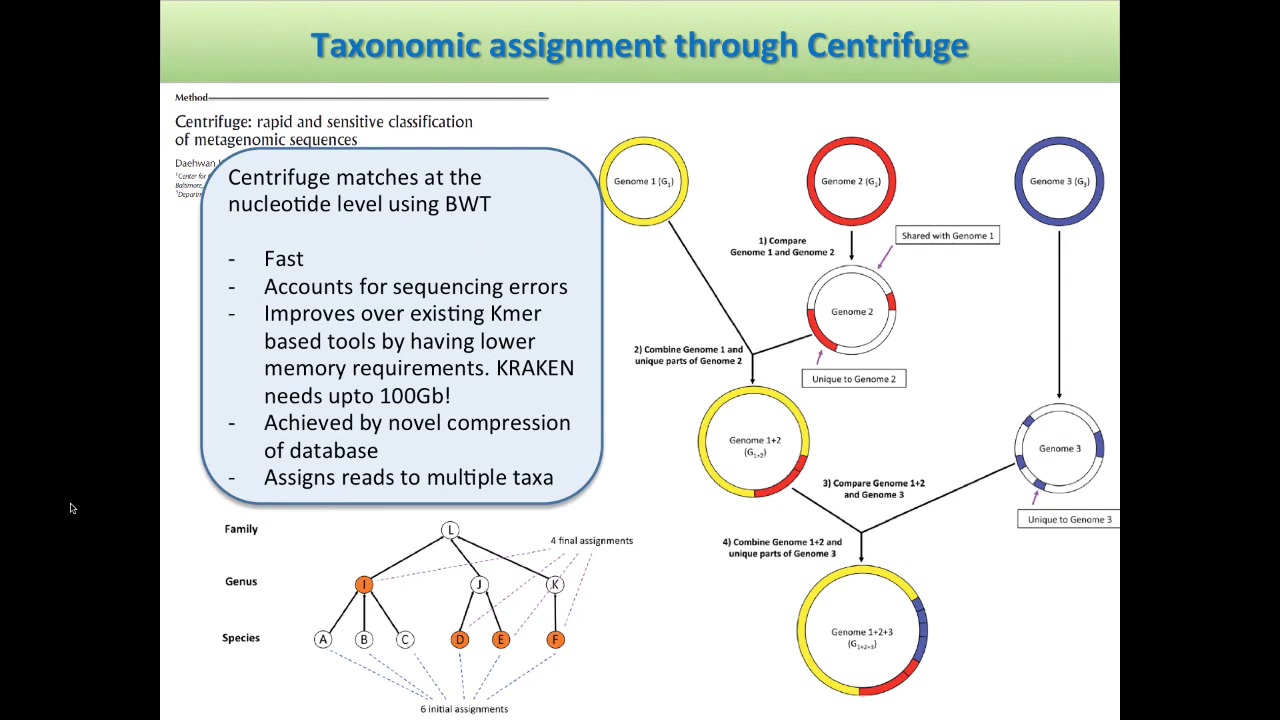 Taxonomic assignment through Centrifuge
Method
Centrifuge: rapid and sensitive classification
of metagenomic sequences
Daehwan
¹Center for
Baltimore,
²Departm
Centrifuge matches at the
nucleotide level using BWT
- Fast
- Accounts for sequencing errors
- Improves over existing Kmer
based tools by having lower
memory requirements. KRAKEN
needs upto 100Gb!
- Achieved by novel compression
of database
- Assigns reads to multiple taxa
Genome 1 (G₁)
Genome 2 (G₂)
Genome 3 (G₃)
Shared with Genome 1
1) Compare
Genome 1 and Genome 2
Genome 2
2) Combine Genome 1 and
unique parts of Genome 2
Unique to Genome 2
Genome 1+2
(G₁₊₂)
Genome 3
3) Compare Genome 1+2
and Genome 3
Unique to Genome 3
4) Combine Genome 1+2 and
unique parts of Genome 3
Genome 1+2+3
(G₁₊₂₊₃)
Family
L
4 final assignments
Genus
I
J
K
Species
A
B
C
D
E
F
6 initial assignments